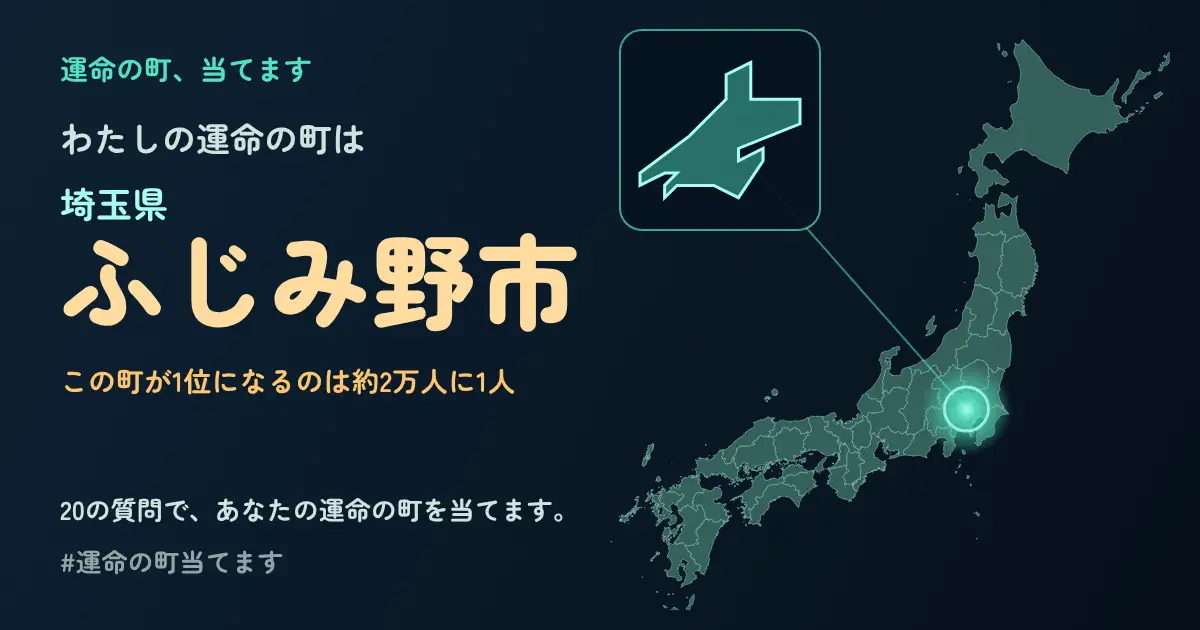 運命の町、当てます
わたしの運命の町は
埼玉県
ふじみ野市
この町が1位になるのは約2万人に1人
20の質問で、あなたの運命の町を当てます。
#運命の町当てます